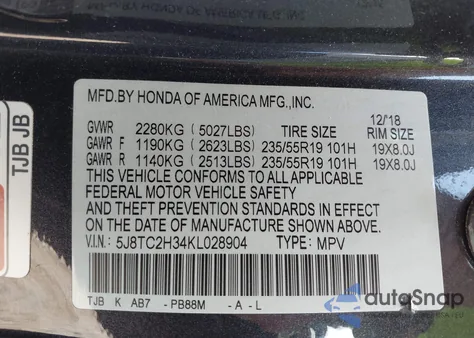 MFD.BY HONDA OF AMERICA MFG.,INC.
12/18
GVWR 2280KG (5027LBS) TIRE SIZE RIM SIZE
GAWR F 1190KG (2623LBS) 235/55R19 101H 19X8.0J
GAWR R 1140KG (2513LBS) 235/55R19 101H 19X8.0J
THIS VEHICLE CONFORMS TO ALL APPLICABLE
FEDERAL MOTOR VEHICLE SAFETY
AND THEFT PREVENTION STANDARDS IN EFFECT
ON THE DATE OF MANUFACTURE SHOWN ABOVE.
V.I.N.: 5J8TC2H34KL028904 TYPE: MPV
TJB K AB7 -PB88M -A -L
TJB JB
autoSnap